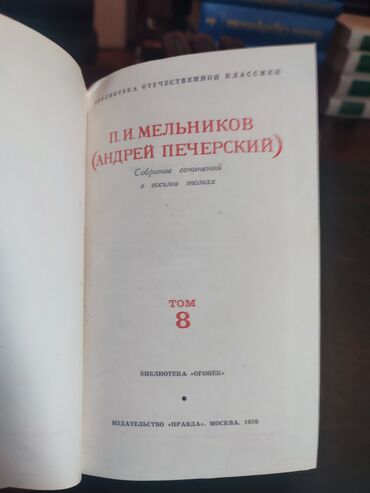 БИБЛИОТЕКА ОТЕЧЕСТВЕННОЙ КЛАССИКИ
П. И. МЕЛЬНИКОВ
(АНДРЕЙ ПЕЧЕРСКИЙ)
Собрание сочинений
в восьми томах
ТОМ
8
БИБЛИОТЕКА «ОГОНЕК»
ИЗДАТЕЛЬСТВО «ПРАВДА». МОСКВА. 1976